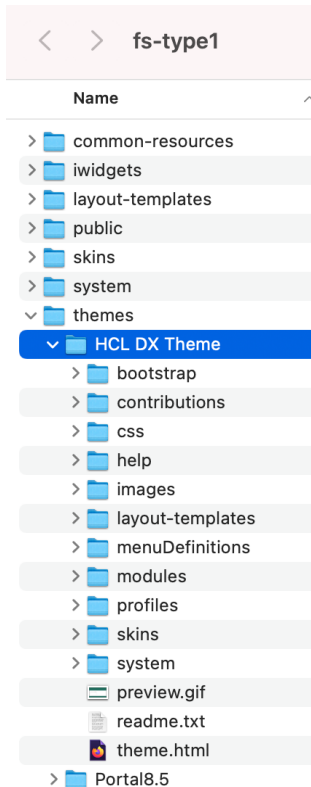 fs-type1
Name
common-resources
iwidgets
layout-templates
public
skins
system
themes
HCL DX Theme
bootstrap
contributions
css
help
images
layout-templates
menuDefinitions
modules
profiles
skins
system
preview.gif
readme.txt
theme.html
Portal8.5